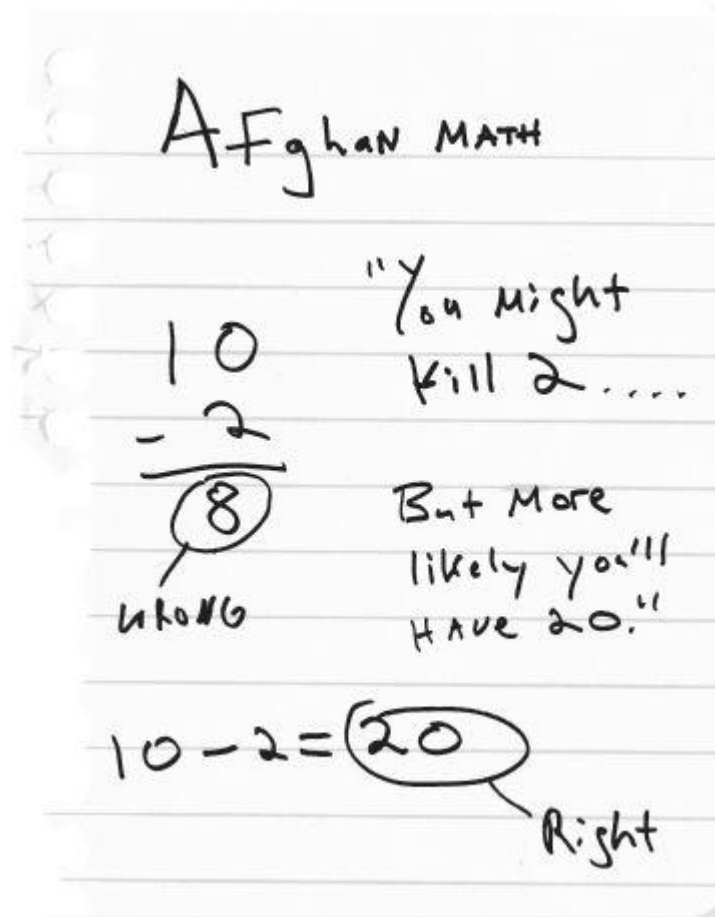 AFghaN MATH
"You Might
Kill 2 .....
10
- 2
8
WRONG
But More
likely you'll
HAVE 20."
10 - 2 = 20
Right